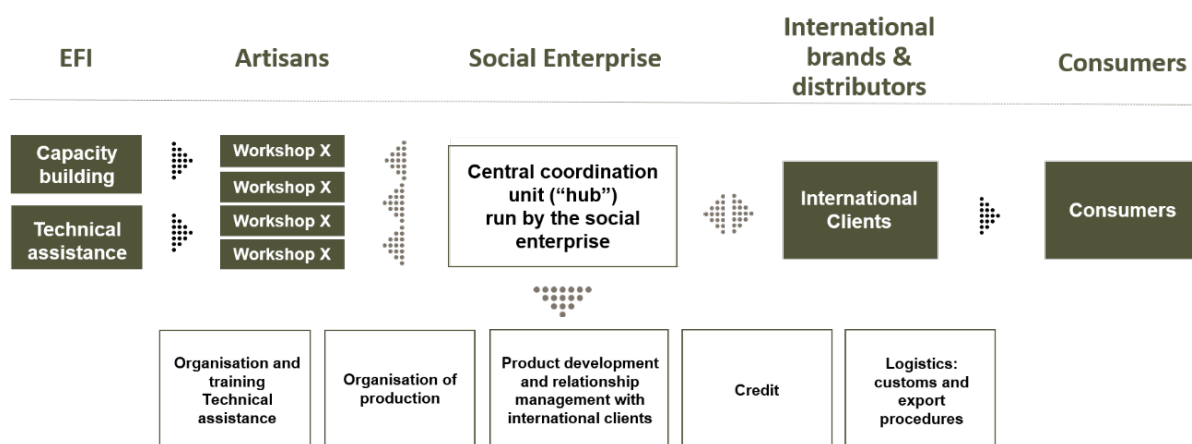 EFI
Artisans
Social Enterprise
International
brands &
distributors
Consumers
Capacity
building
Technical
assistance
Workshop X
Workshop X
Workshop X
Workshop X
Central coordination
unit (“hub”)
run by the social
enterprise
International
Clients
Consumers
Organisation and
training
Technical
assistance
Organisation of
production
Product development
and relationship
management with
international clients
Credit
Logistics:
customs and
export
procedures